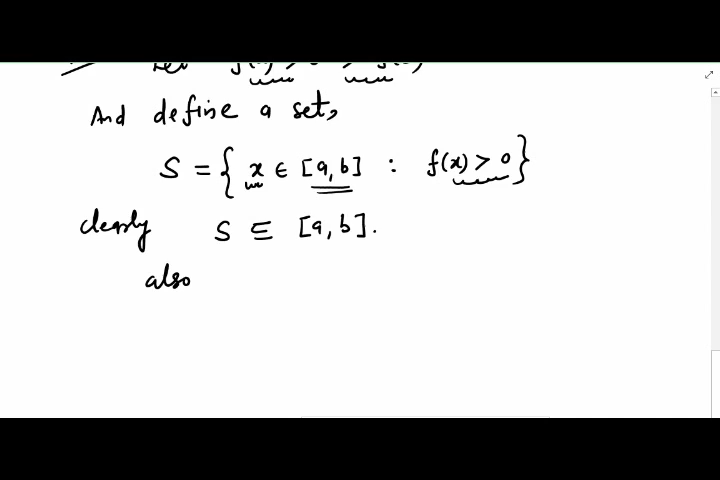 And define a set,
S = { x ∈ [a, b] : f(x) > 0 }
clearly S ⊆ [a, b].
also